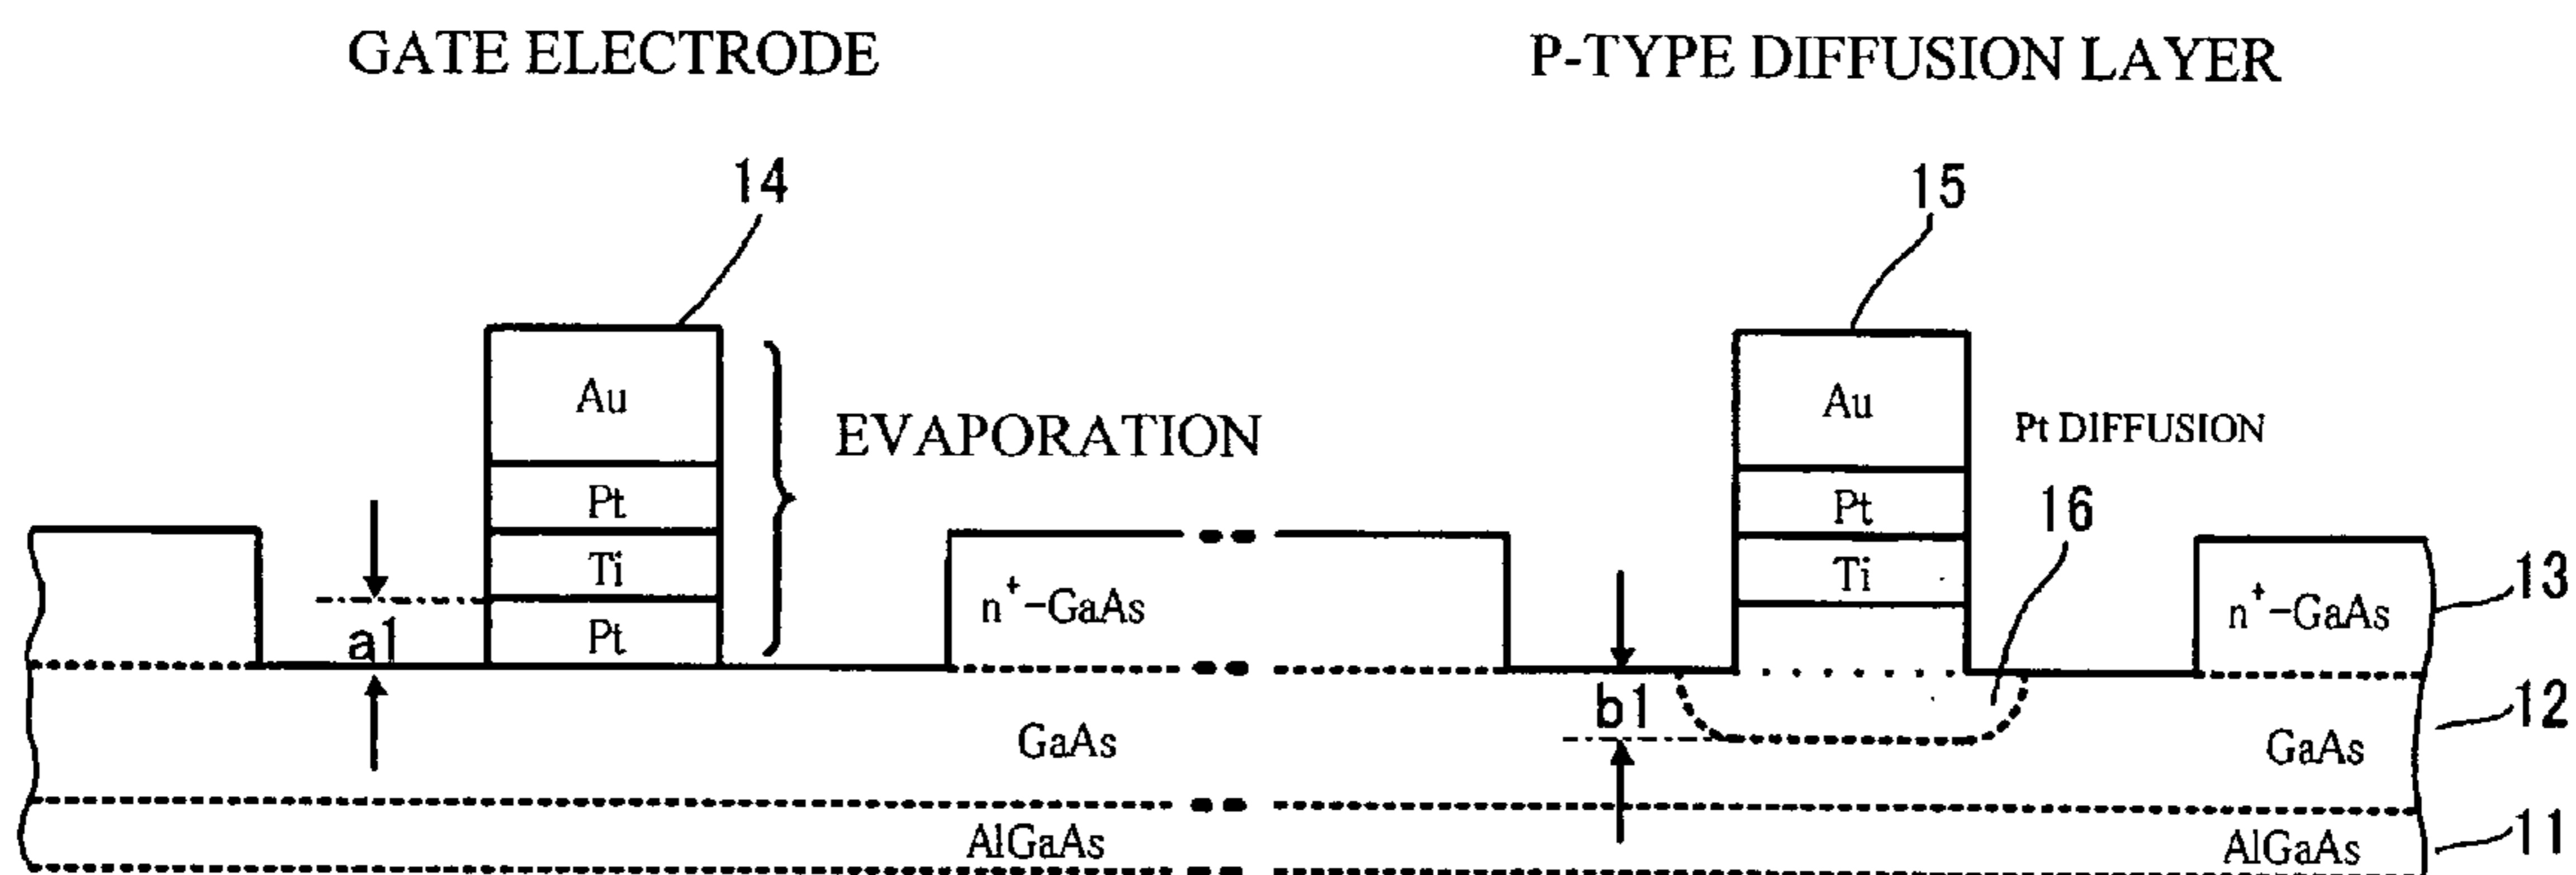 GATE ELECTRODE
P-TYPE DIFFUSION LAYER
14
15
Au
Au
EVAPORATION
Pt DIFFUSION
Pt
Pt
16
Ti
Ti
n⁺-GaAs
n⁺-GaAs
13
a1
Pt
b1
12
GaAs
GaAs
AlGaAs
AlGaAs
11